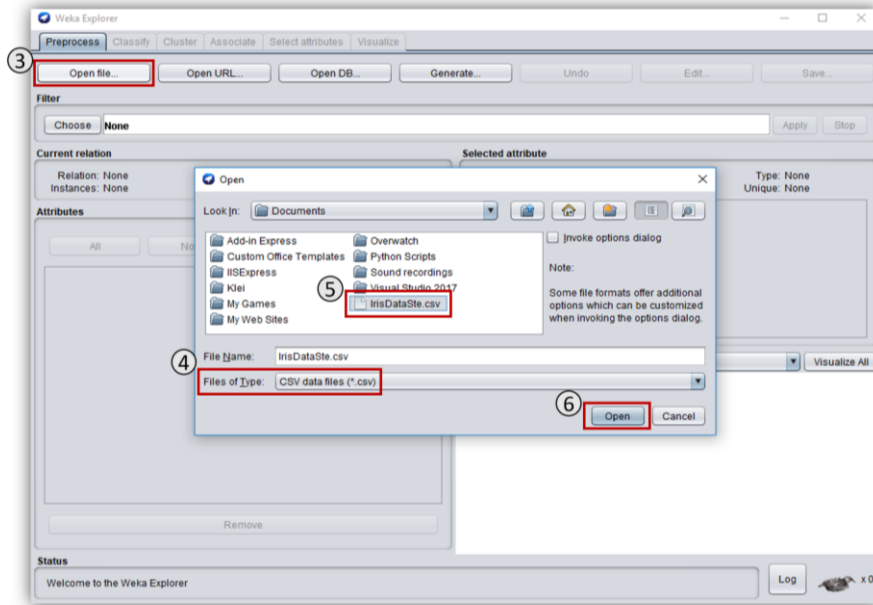 Weka Explorer
Preprocess Classify Cluster Associate Select attributes Visualize
③
Open file... Open URL... Open DB... Generate... Undo Edit... Save...
Filter
Choose None Apply Stop
Current relation
Relation: None
Instances: None
Selected attribute
Type: None
Unique: None
Attributes
All No
Open
Look In: Documents
Add-in Express
Custom Office Templates
IISExpress
Klei
My Games
My Web Sites
Overwatch
Python Scripts
Sound recordings
Visual Studio 2017
⑤
IrisDataSte.csv
Invoke options dialog
Note:
Some file formats offer additional
options which can be customized
when invoking the options dialog.
File Name: IrisDataSte.csv
④
Files of Type: CSV data files (*.csv)
⑥
Open Cancel
Visualize All
Remove
Status
Welcome to the Weka Explorer
Log x 0